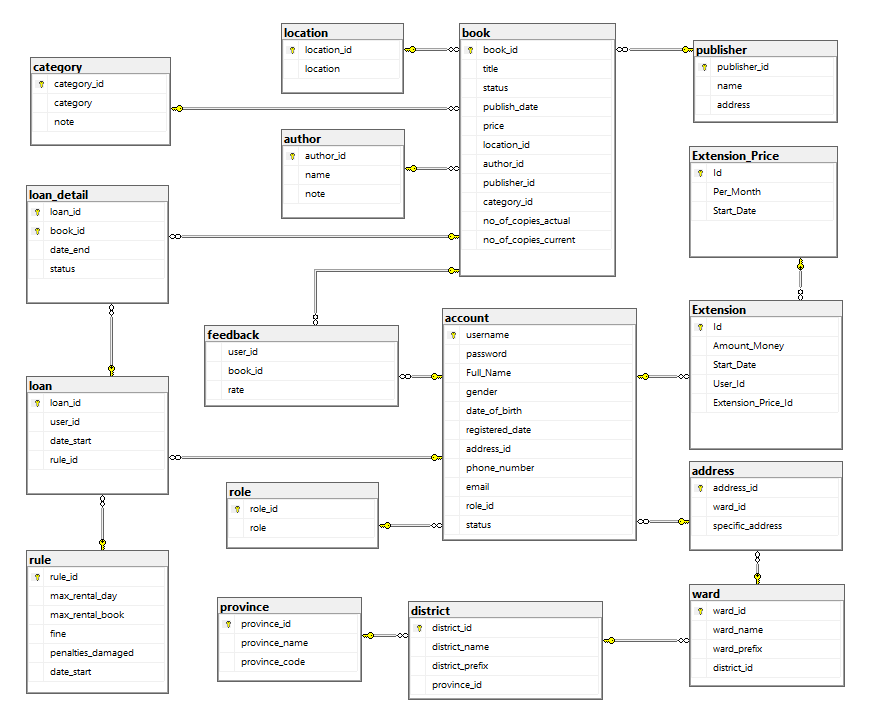 location
location_id
location
book
book_id
title
status
publish_date
price
location_id
author_id
publisher_id
category_id
no_of_copies_actual
no_of_copies_current
publisher
publisher_id
name
address
category
category_id
category
note
author
author_id
name
note
Extension_Price
Id
Per_Month
Start_Date
loan_detail
loan_id
book_id
date_end
status
feedback
user_id
book_id
rate
account
username
password
Full_Name
gender
date_of_birth
registered_date
address_id
phone_number
email
role_id
status
Extension
Id
Amount_Money
Start_Date
User_Id
Extension_Price_Id
loan
loan_id
user_id
date_start
rule_id
role
role_id
role
address
address_id
ward_id
specific_address
rule
rule_id
max_rental_day
max_rental_book
fine
penalties_damaged
date_start
province
province_id
province_name
province_code
district
district_id
district_name
district_prefix
province_id
ward
ward_id
ward_name
ward_prefix
district_id